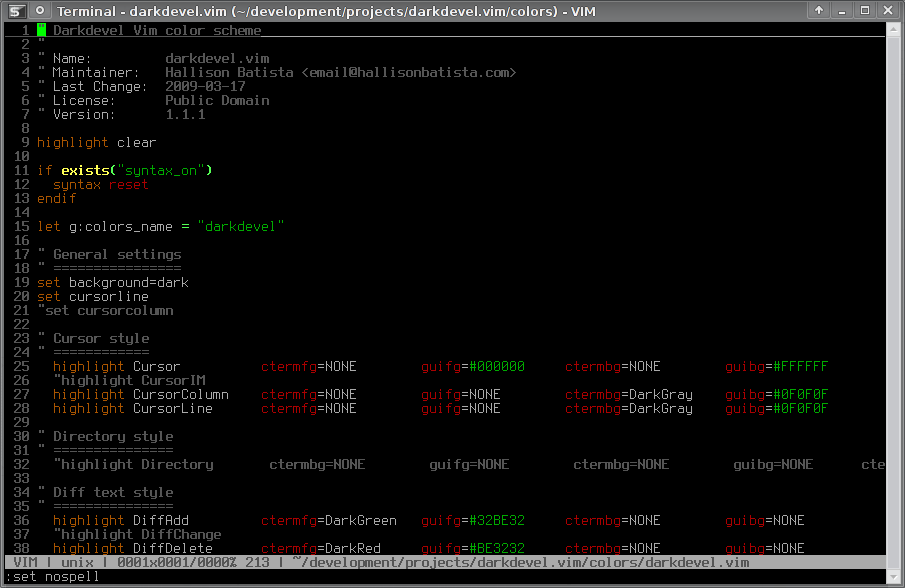 Terminal - darkdevel.vim (~/development/projects/darkdevel.vim/colors) - VIM
1 " Darkdevel Vim color scheme
2 "
3 " Name:         darkdevel.vim
4 " Maintainer:   Hallison Batista <email@hallisonbatista.com>
5 " Last Change:  2009-03-17
6 " License:      Public Domain
7 " Version:      1.1.1
8
9 highlight clear
10
11 if exists("syntax_on")
12   syntax reset
13 endif
14
15 let g:colors_name = "darkdevel"
16
17 " General settings
18 " ================
19 set background=dark
20 set cursorline
21 "set cursorcolumn
22
23 " Cursor style
24 " ============
25   highlight Cursor          ctermfg=NONE        guifg=#000000     ctermbg=NONE        guibg=#FFFFFF
26   "highlight CursorIM
27   highlight CursorColumn    ctermfg=NONE        guifg=NONE        ctermbg=DarkGray    guibg=#0F0F0F
28   highlight CursorLine      ctermfg=NONE        guifg=NONE        ctermbg=DarkGray    guibg=#0F0F0F
29
30 " Directory style
31 " ===============
32   "highlight Directory       ctermbg=NONE        guifg=NONE        ctermbg=NONE        guibg=NONE      cte
33
34 " Diff text style
35 " ===============
36   highlight DiffAdd         ctermfg=DarkGreen   guifg=#32BE32     ctermbg=NONE        guibg=NONE
37   "highlight DiffChange
38   highlight DiffDelete      ctermfg=DarkRed     guifg=#BE3232     ctermbg=NONE        guibg=NONE
VIM | unix | 0001x0001/0000% 213 | ~/development/projects/darkdevel.vim/colors/darkdevel.vim
:set nospell